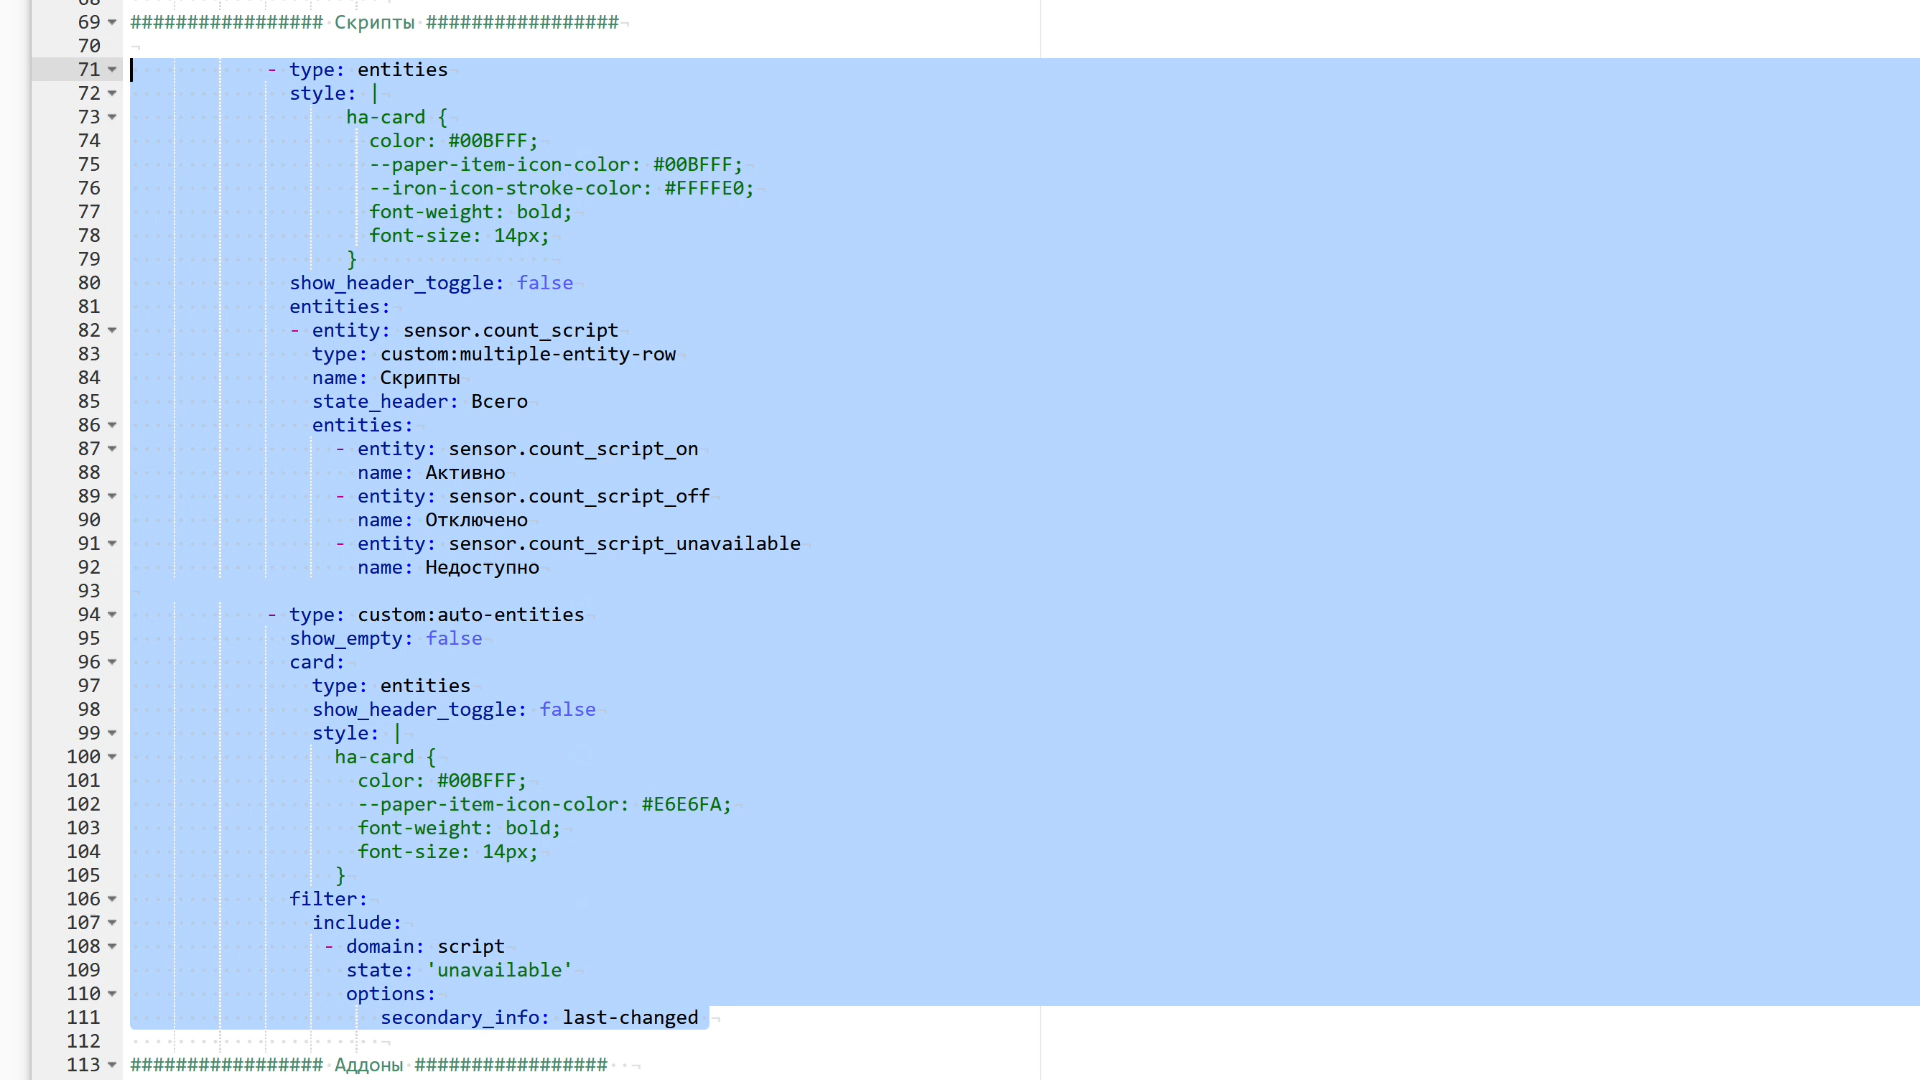 69 ################# Скрипты #################
70
71 - type: entities
72 style: |
73 ha-card {
74 color: #00BFFF;
75 --paper-item-icon-color: #00BFFF;
76 --iron-icon-stroke-color: #FFFFE0;
77 font-weight: bold;
78 font-size: 14px;
79 }
80 show_header_toggle: false
81 entities:
82 - entity: sensor.count_script
83 type: custom:multiple-entity-row
84 name: Скрипты
85 state_header: Всего
86 entities:
87 - entity: sensor.count_script_on
88 name: Активно
89 - entity: sensor.count_script_off
90 name: Отключено
91 - entity: sensor.count_script_unavailable
92 name: Недоступно
93
94 - type: custom:auto-entities
95 show_empty: false
96 card:
97 type: entities
98 show_header_toggle: false
99 style: |
100 ha-card {
101 color: #00BFFF;
102 --paper-item-icon-color: #E6E6FA;
103 font-weight: bold;
104 font-size: 14px;
105 }
106 filter:
107 include:
108 - domain: script
109 state: 'unavailable'
110 options:
111 secondary_info: last-changed
112
113 ################# Аддоны #################